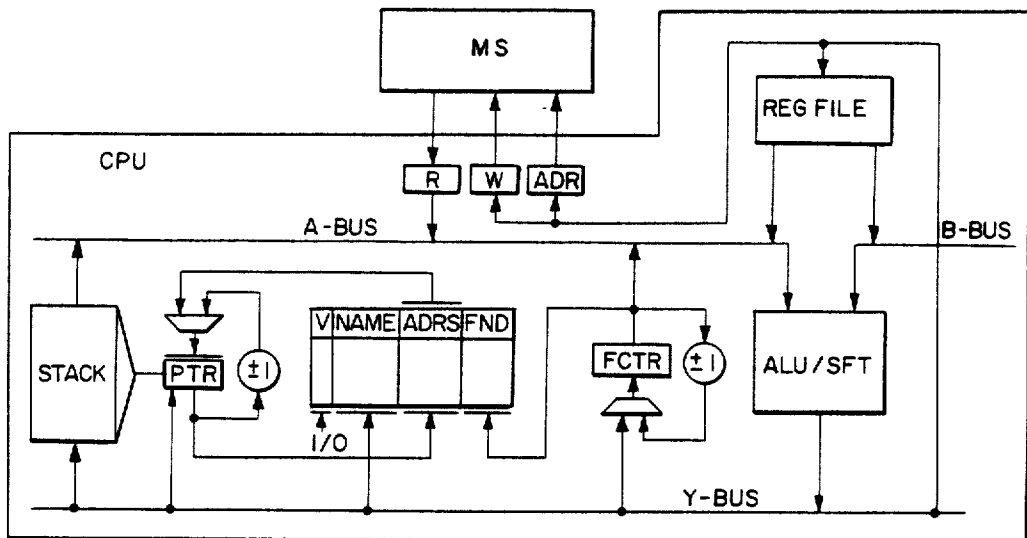 MS
REG FILE
CPU
R
W
ADR
A-BUS
B-BUS
V
NAME
ADRS
FND
STACK
PTR
±1
FCTR
±1
ALU/SFT
I/O
Y-BUS